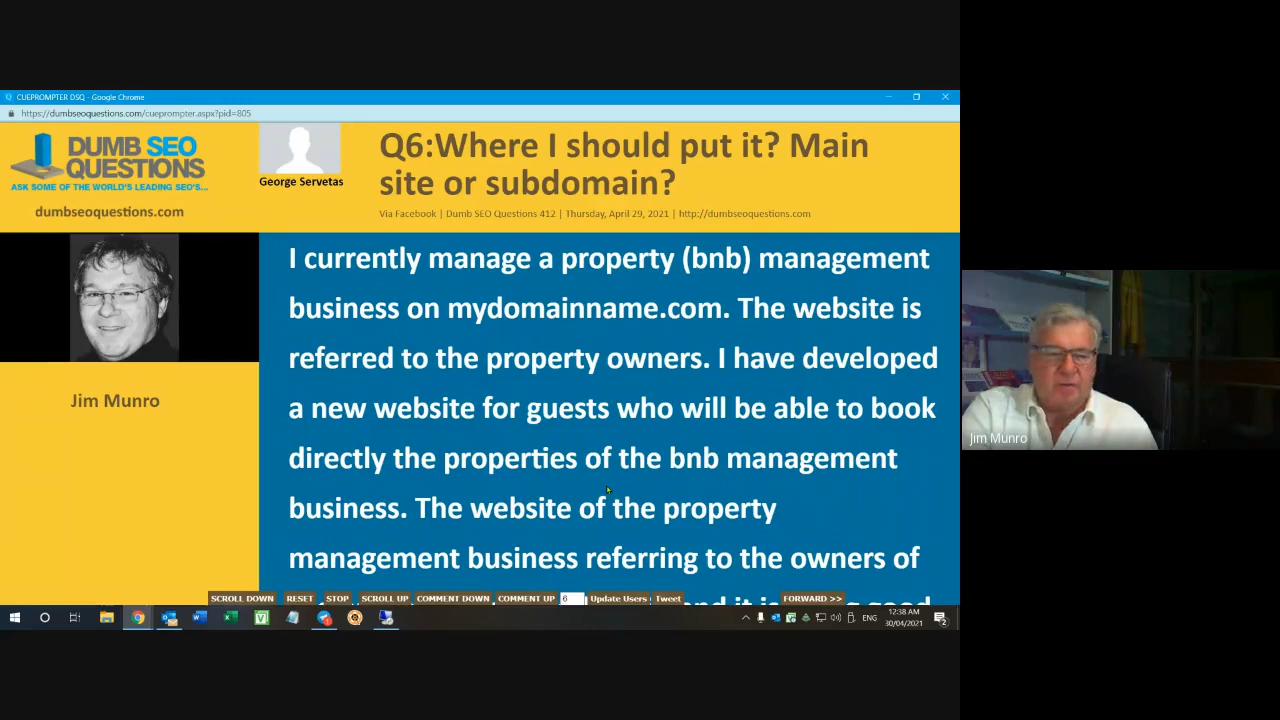 CUEPROMPTER DSQ - Google Chrome
https://dumbseoquestions.com/cueprompter.aspx?pid=805
DUMB SEO
QUESTIONS
ASK SOME OF THE WORLD'S LEADING SEO'S...
dumbseoquestions.com
George Servetas
Q6:Where I should put it? Main
site or subdomain?
Via Facebook | Dumb SEO Questions 412 | Thursday, April 29, 2021 | http://dumbseoquestions.com
Jim Munro
I currently manage a property (bnb) management
business on mydomainname.com. The website is
referred to the property owners. I have developed
a new website for guests who will be able to book
directly the properties of the bnb management
business. The website of the property
management business referring to the owners of
and it is
good
SCROLL DOWN RESET STOP SCROLL UP COMMENT DOWN COMMENT UP 6 Update Users Tweet FORWARD >>
ENG
12:38 AM
30/04/2021
2
Jim Munro